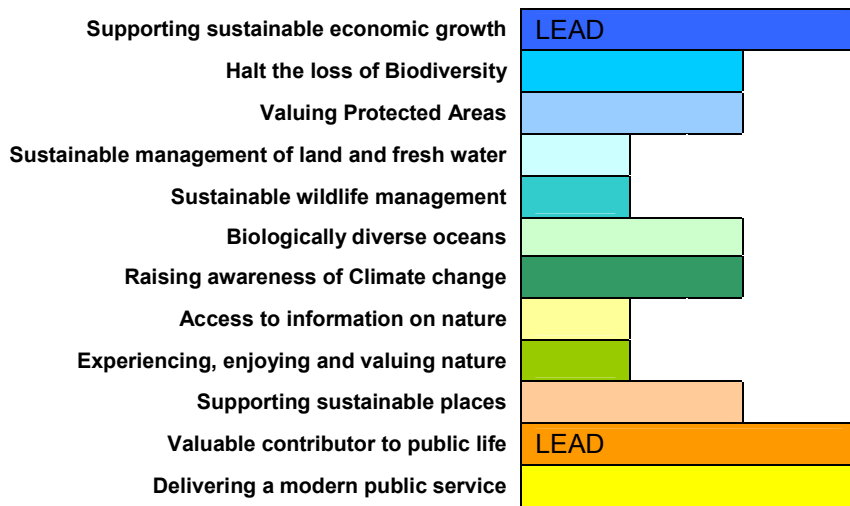 Supporting sustainable economic growth LEAD
Halt the loss of Biodiversity
Valuing Protected Areas
Sustainable management of land and fresh water
Sustainable wildlife management
Biologically diverse oceans
Raising awareness of Climate change
Access to information on nature
Experiencing, enjoying and valuing nature
Supporting sustainable places
Valuable contributor to public life LEAD
Delivering a modern public service